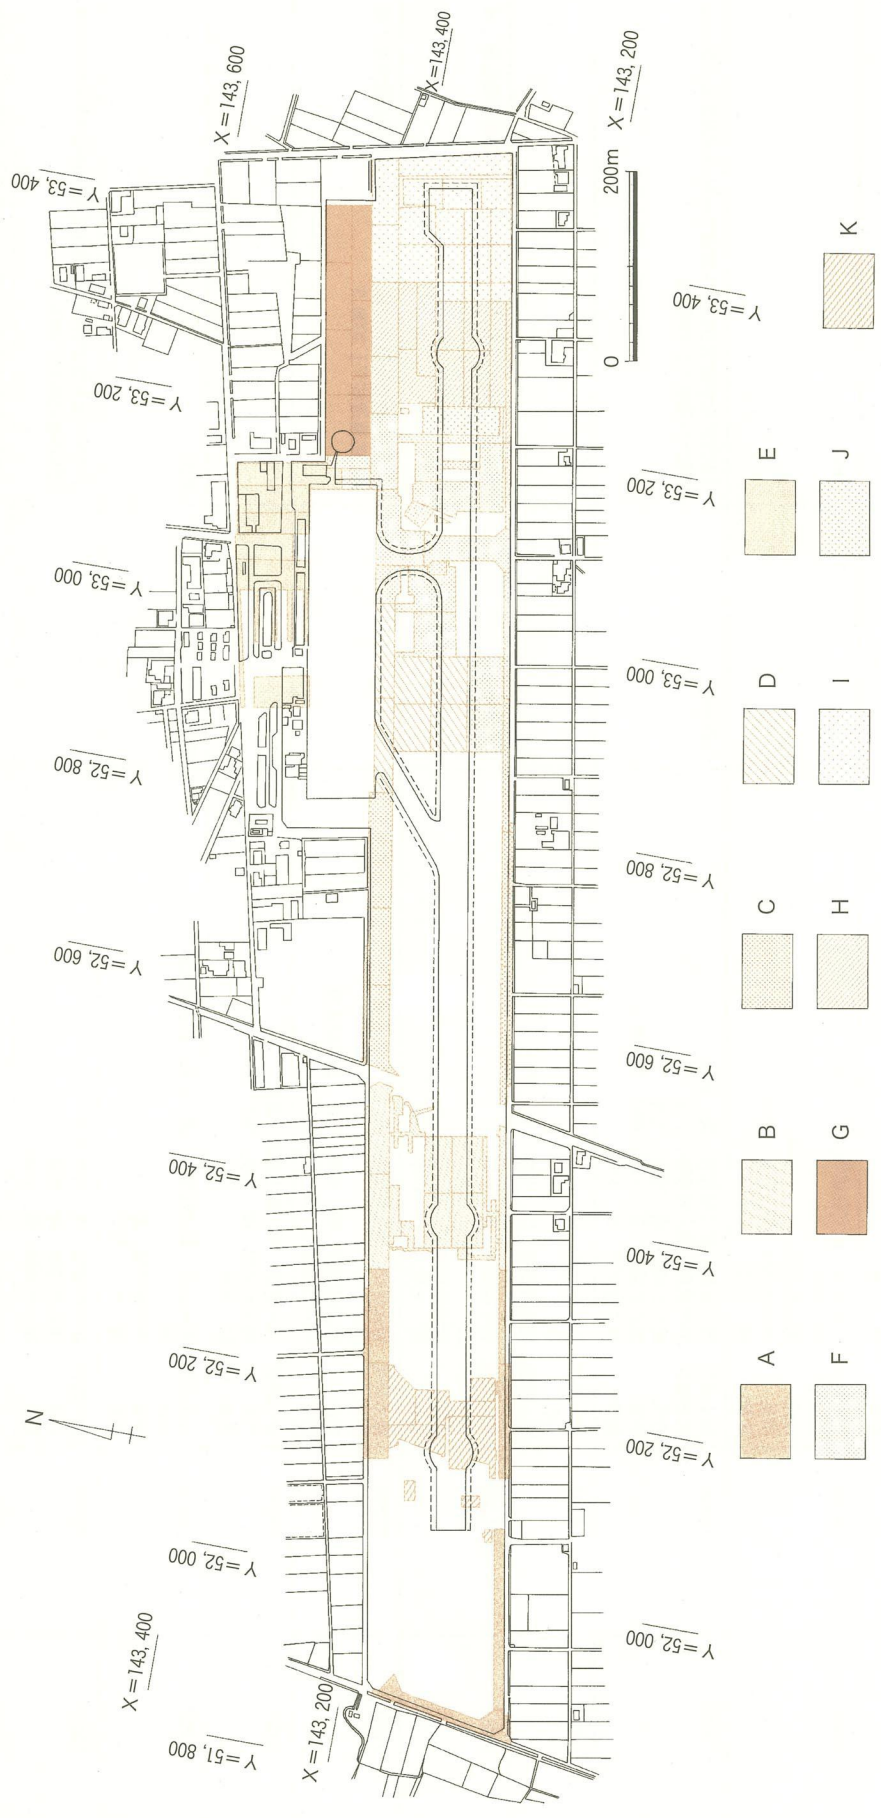 X=143, 600
X=143, 400
X=143, 200
Y=53, 400
200m
0
Y=53, 400
K
Y=53, 200
Y=53, 200
E
J
Y=53, 000
Y=53, 000
D
I
Y=52, 800
Y=52, 800
C
H
Y=52, 600
Y=52, 600
B
G
Y=52, 400
Y=52, 400
A
F
Y=52, 200
Y=52, 200
N
Y=52, 000
Y=52, 000
X=143, 400
X=143, 200
Y=51, 800